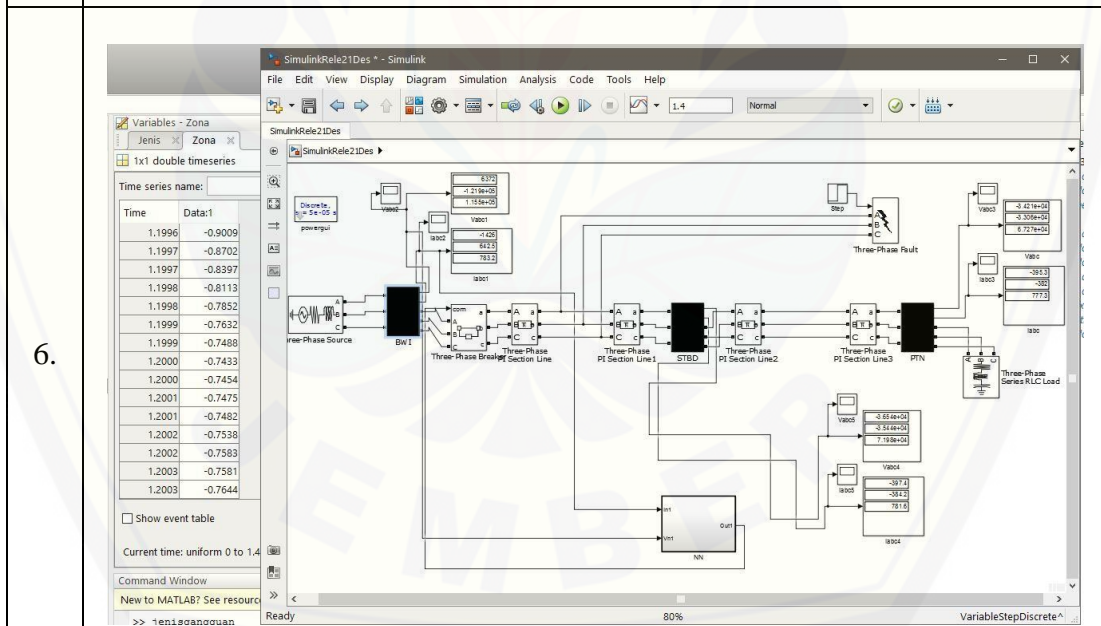 6.
SimulinkRele21Des * - Simulink
File Edit View Display Diagram Simulation Analysis Code Tools Help
1.4
Normal
SimulinkRele21Des
SimulinkRele21Des
Variables - Zona
Jenis
Zona
1x1 double timeseries
Time series name:
Time Data:1
1.1996 -0.9009
1.1997 -0.8702
1.1997 -0.8397
1.1998 -0.8113
1.1998 -0.7852
1.1999 -0.7632
1.1999 -0.7488
1.2000 -0.7433
1.2000 -0.7454
1.2001 -0.7475
1.2001 -0.7482
1.2002 -0.7538
1.2002 -0.7583
1.2003 -0.7581
1.2003 -0.7644
Show event table
Current time: uniform 0 to 1.4
Command Window
New to MATLAB? See resourc
>> jenisgangguan
Discrete,
= 5e-05 s
powergui
Vabc2
6372
-1.219e+05
1.155e+05
Vabc1
Iabc2
-1426
642.5
783.2
Iabc1
Step
A
B
C
Three-Phase Fault
Vabc3
-3.421e+04
-3.306e+04
6.727e+04
Vabc
Iabc3
-395.3
-382
777.3
Iabc
A
B
C
ree-Phase Source
BWI
com
A a
B b
C c
Three-Phase Breaker
A a
B b
C c
Three-Phase
PI Section Line
A a
B b
C c
Three-Phase
PI Section Line1
STBD
A a
B b
C c
Three-Phase
PI Section Line2
A a
B b
C c
Three-Phase
PI Section Line3
PTN
A B C
Three-Phase
Series RLC Load
Vabc5
-3.654e+04
-3.544e+04
7.198e+04
Vabc4
Iabc5
-397.4
-384.2
781.6
Iabc4
In1
Vn1
Out1
NN
Ready
80%
VariableStepDiscrete^
JEMBER